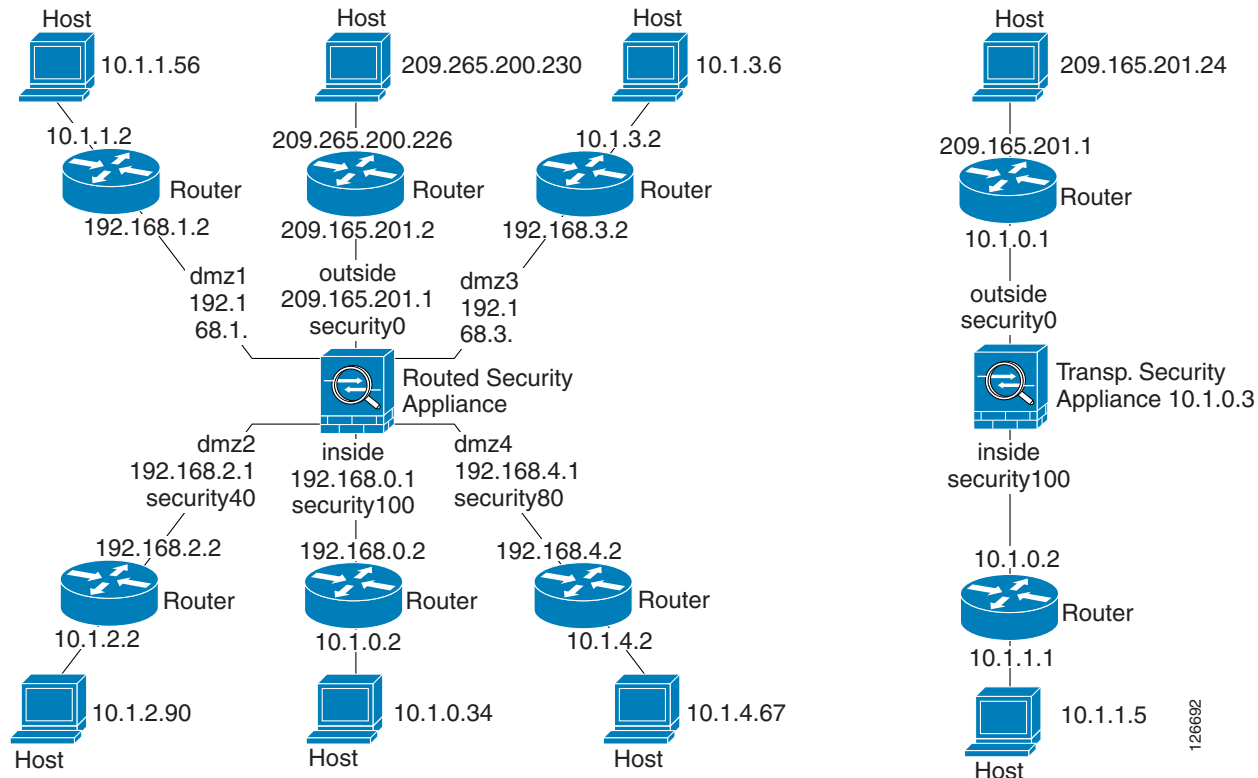 Host
Host
Host
Host
10.1.1.56
209.265.200.230
10.1.3.6
209.165.201.24
10.1.1.2
209.265.200.226
10.1.3.2
209.165.201.1
Router
Router
Router
Router
192.168.1.2
209.165.201.2
192.168.3.2
10.1.0.1
dmz1
192.1
68.1.
outside
209.165.201.1
security0
dmz3
192.1
68.3.
outside
security0
Routed Security
Appliance
Transp. Security
Appliance 10.1.0.3
dmz2
192.168.2.1
security40
inside
192.168.0.1
security100
dmz4
192.168.4.1
security80
inside
security100
192.168.2.2
192.168.0.2
192.168.4.2
10.1.0.2
Router
Router
Router
Router
10.1.2.2
10.1.0.2
10.1.4.2
10.1.1.1
10.1.2.90
10.1.0.34
10.1.4.67
10.1.1.5
Host
Host
Host
Host
126692